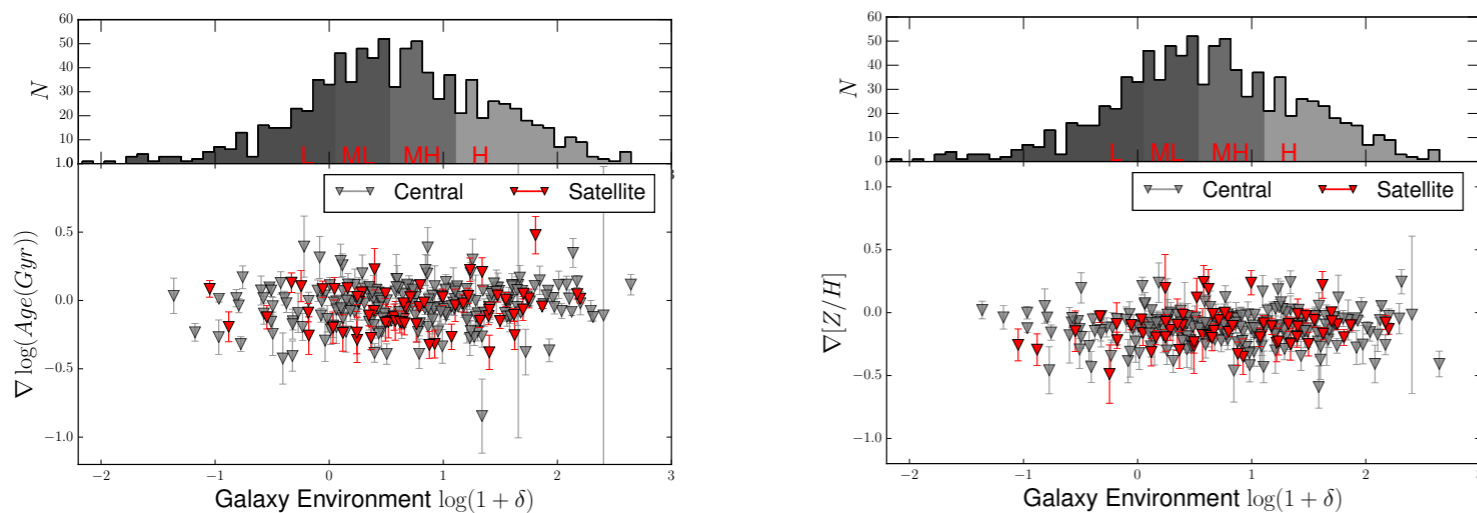 60
50
40
30
20
10
1.0
N
L ML MH H
Central Satellite
0.5
0.0
−0.5
−1.0
∇ log(Age(Gyr))
−2 −1 0 1 2 3
Galaxy Environment log(1 + δ)
60
50
40
30
20
10
0
N
L ML MH H
Central Satellite
1.0
0.5
0.0
−0.5
−1.0
∇[Z/H]
−2 −1 0 1 2
Galaxy Environment log(1 + δ)